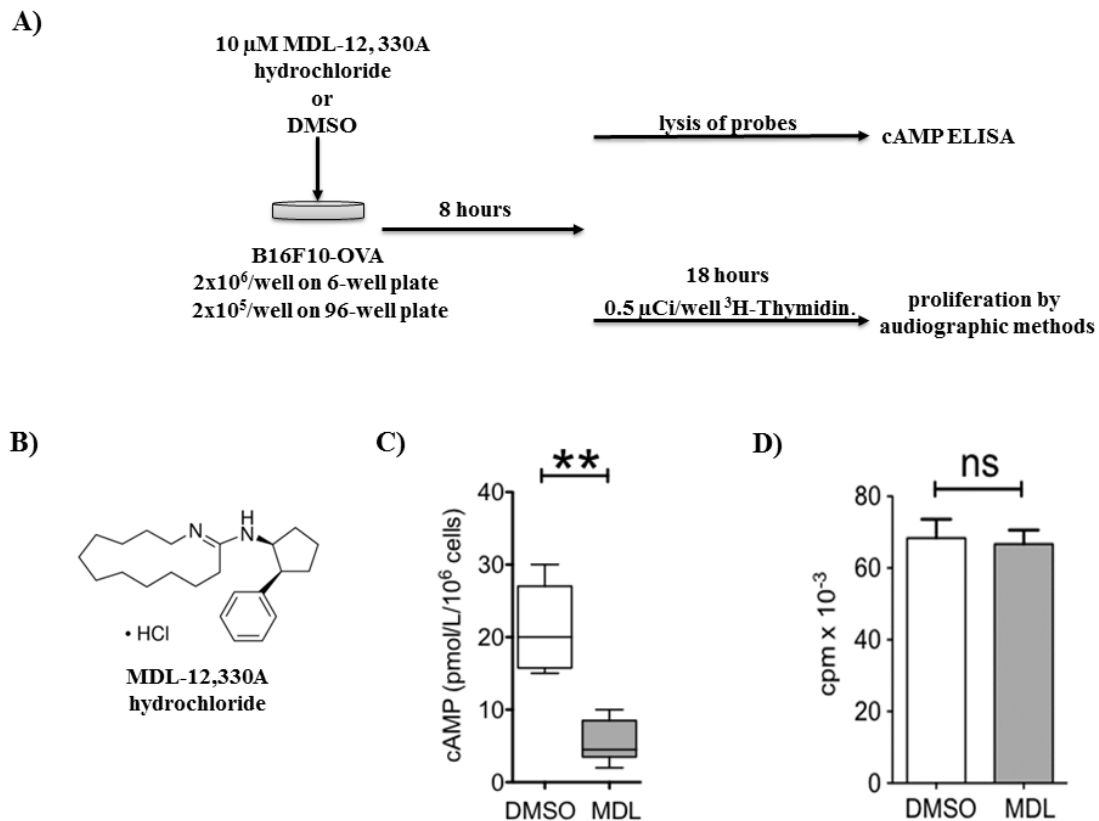 A)
10 µM MDL-12, 330A
hydrochloride
or
DMSO
lysis of probes
cAMP ELISA
8 hours
B16F10-OVA
2x10⁶/well on 6-well plate
2x10⁵/well on 96-well plate
18 hours
0.5 µCi/well ³H-Thymidin.
proliferation by
audiographic methods
B)
N
H
N
• HCl
MDL-12,330A
hydrochloride
C)
**
cAMP (pmol/L/10⁶ cells)
40
30
20
10
0
DMSO
MDL
D)
ns
cpm x 10⁻³
80
60
40
20
0
DMSO
MDL